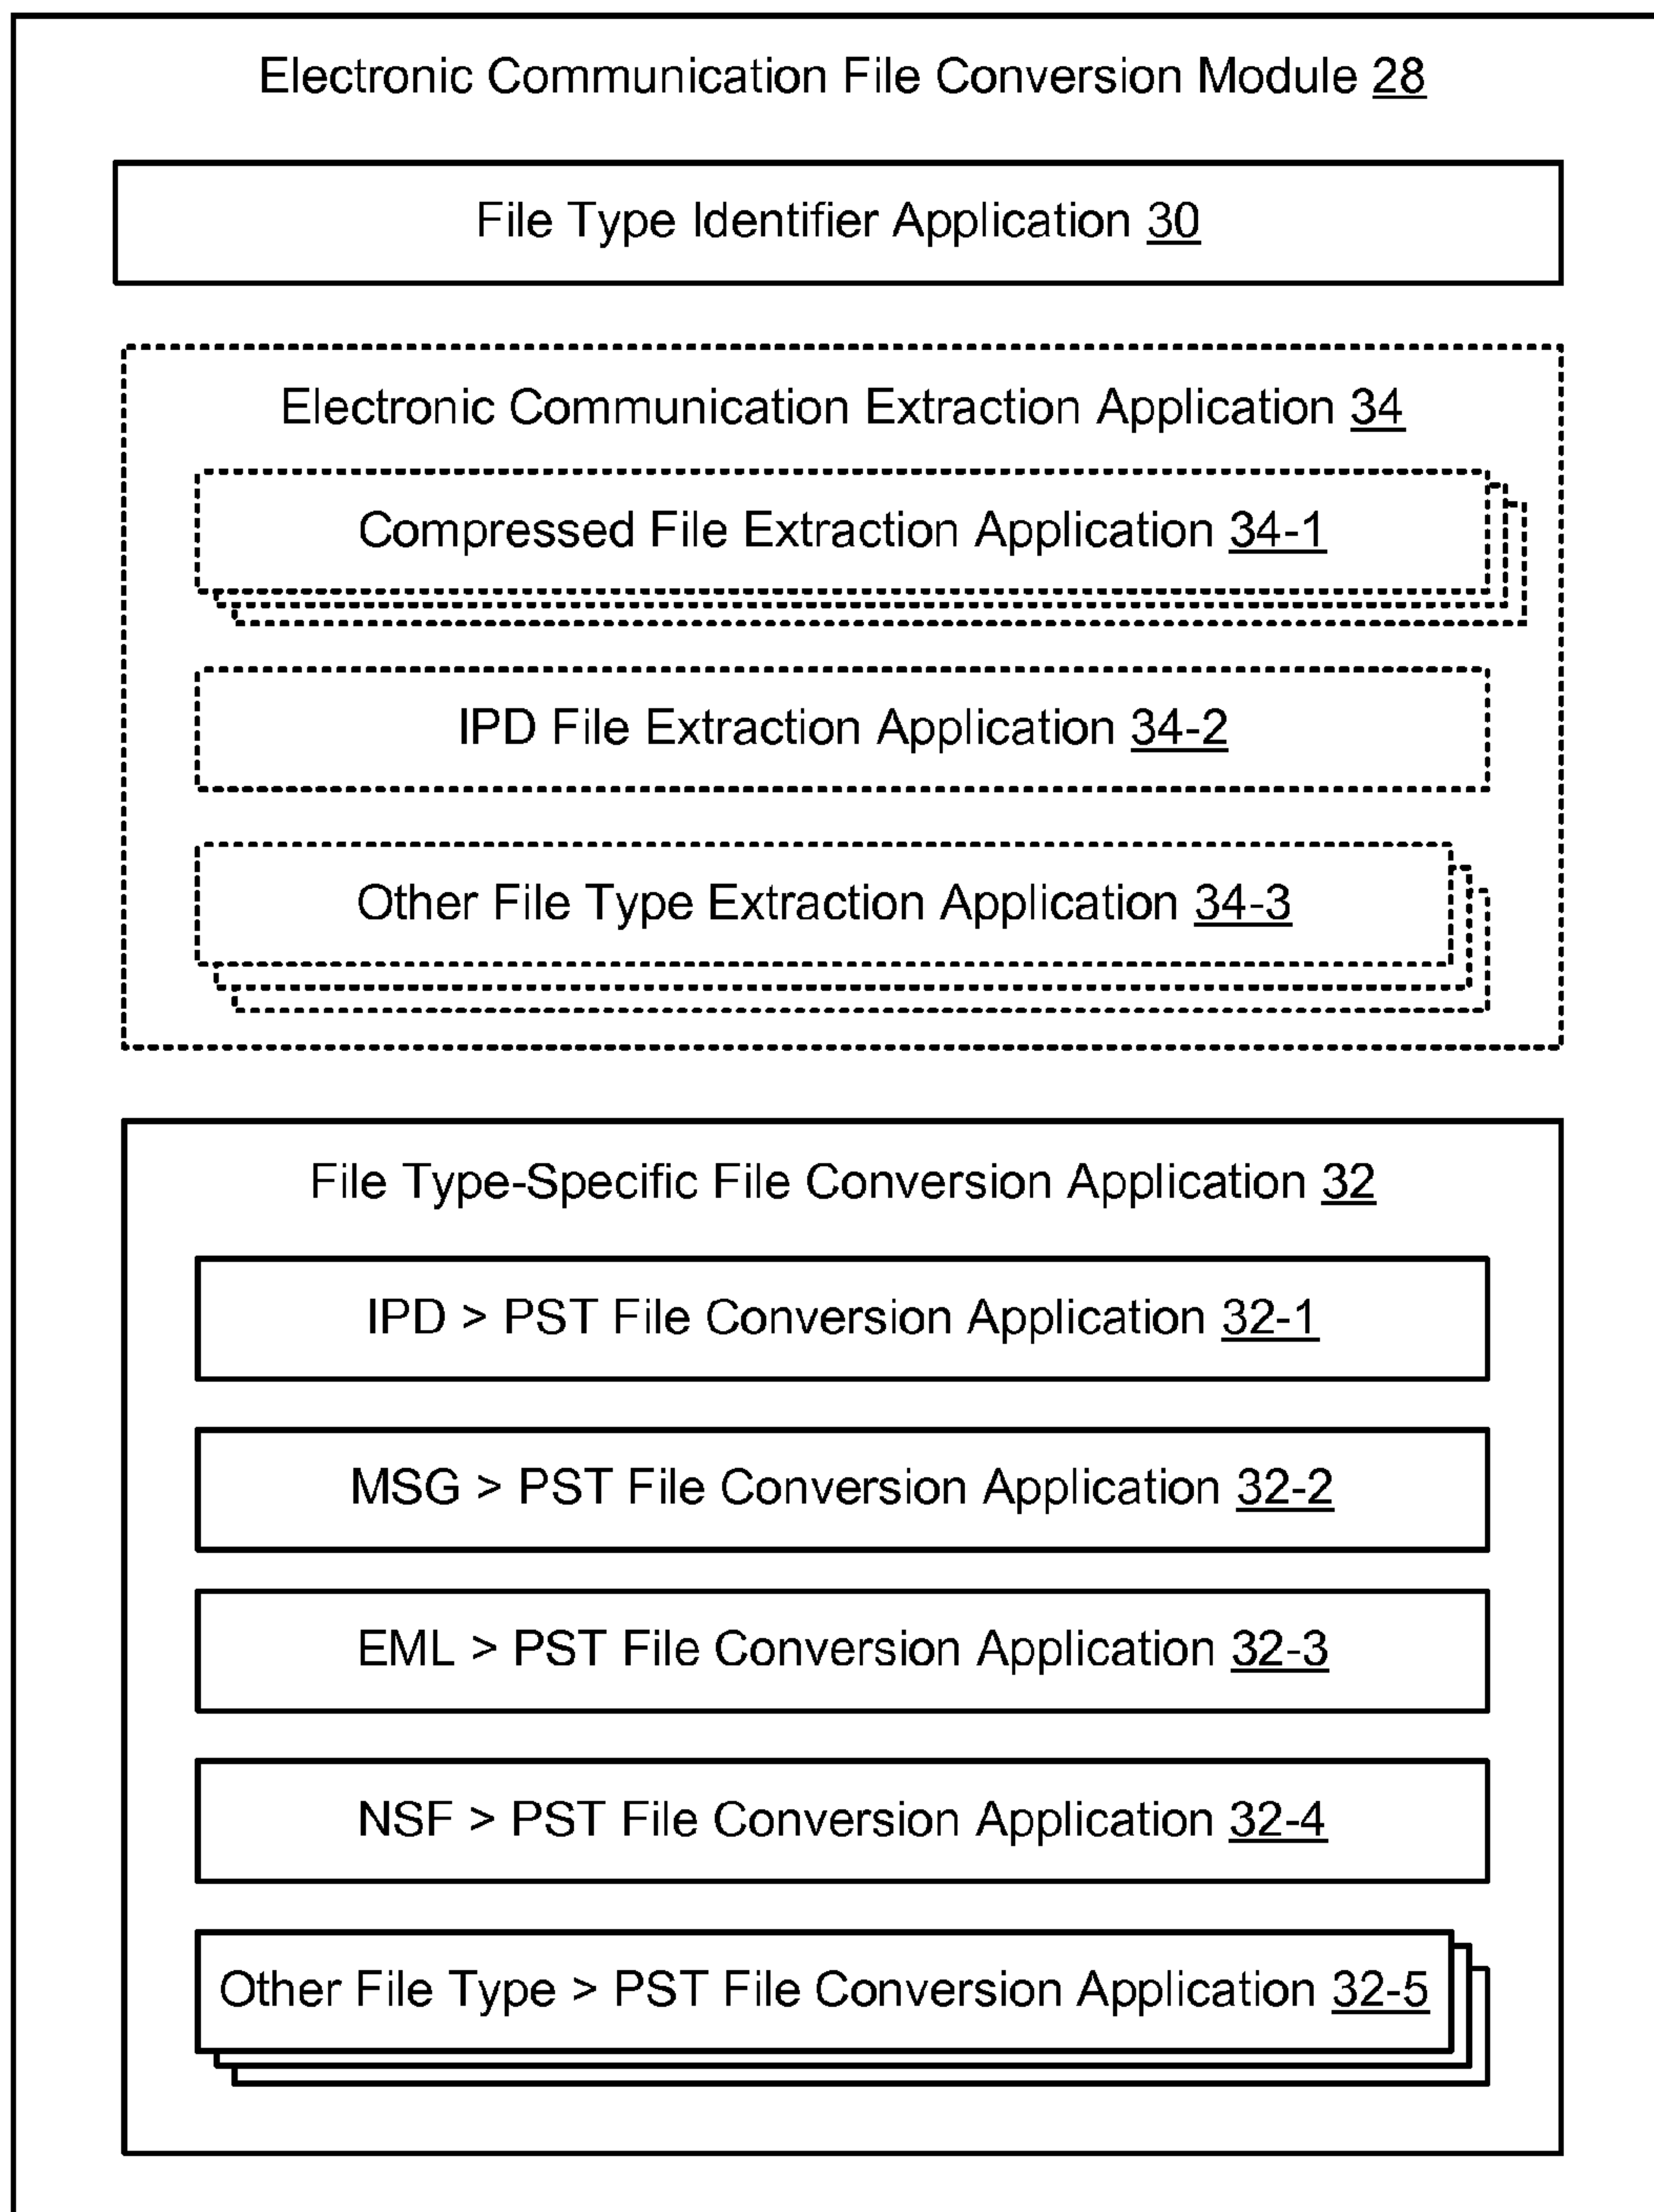 Electronic Communication File Conversion Module 28
File Type Identifier Application 30
Electronic Communication Extraction Application 34
Compressed File Extraction Application 34-1
IPD File Extraction Application 34-2
Other File Type Extraction Application 34-3
File Type-Specific File Conversion Application 32
IPD > PST File Conversion Application 32-1
MSG > PST File Conversion Application 32-2
EML > PST File Conversion Application 32-3
NSF > PST File Conversion Application 32-4
Other File Type > PST File Conversion Application 32-5